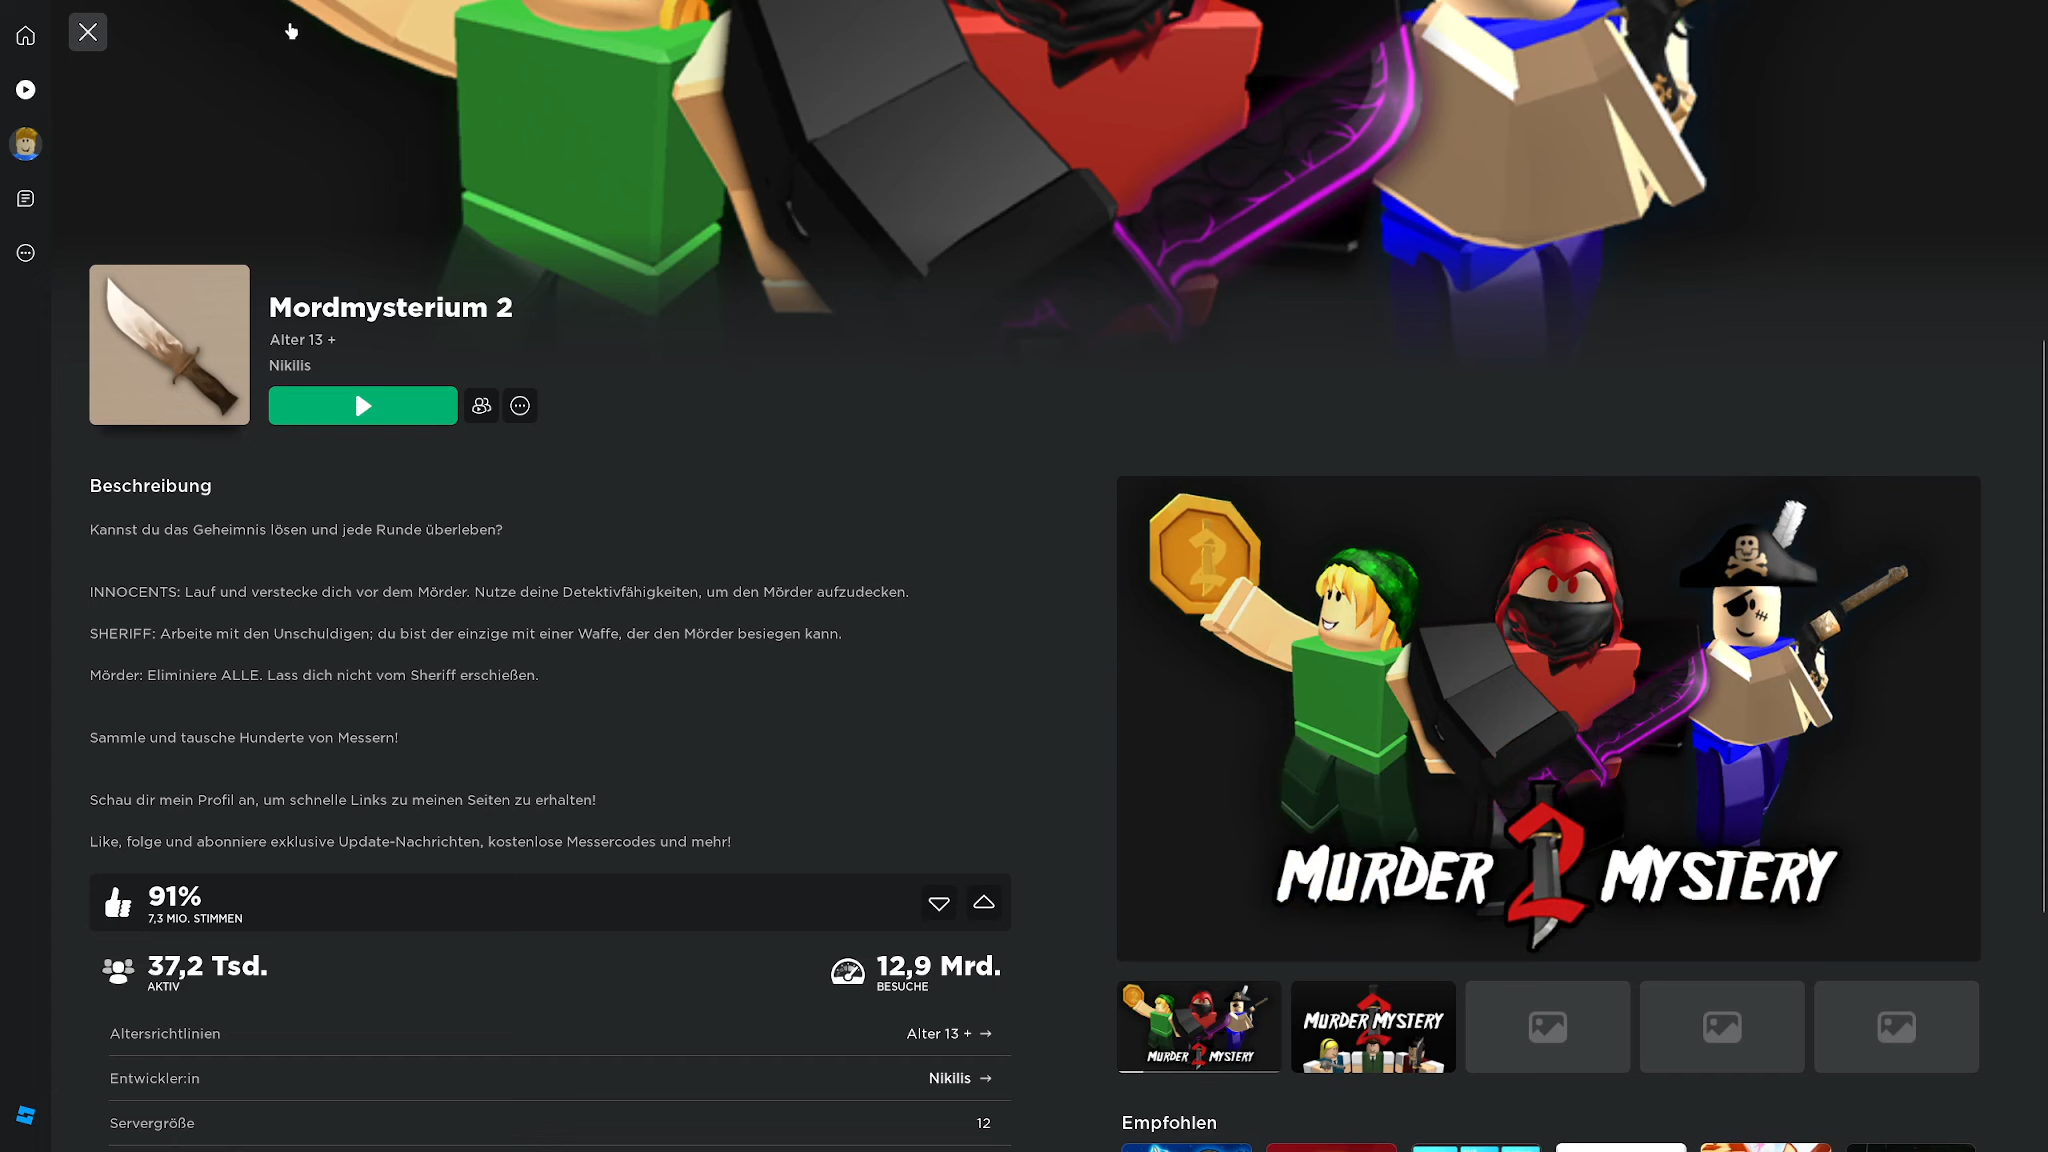 Mordmysterium 2
Alter 13 +
Nikilis
Beschreibung
Kannst du das Geheimnis lösen und jede Runde überleben?
INNOCENTS: Lauf und verstecke dich vor dem Mörder. Nutze deine Detektivfähigkeiten, um den Mörder aufzudecken.
SHERIFF: Arbeite mit den Unschuldigen; du bist der einzige mit einer Waffe, der den Mörder besiegen kann.
Mörder: Eliminiere ALLE. Lass dich nicht vom Sheriff erschießen.
Sammle und tausche Hunderte von Messern!
Schau dir mein Profil an, um schnelle Links zu meinen Seiten zu erhalten!
Like, folge und abonniere exklusive Update-Nachrichten, kostenlose Messercodes und mehr!
91%
7,3 MIO. STIMMEN
37,2 Tsd.
AKTIV
12,9 Mrd.
BESUCHE
Altersrichtlinien Alter 13 + →
Entwickler:in Nikilis →
Servergröße 12
2
MURDER 2 MYSTERY
MURDER 2 MYSTERY
MURDER MYSTERY
2
Empfohlen